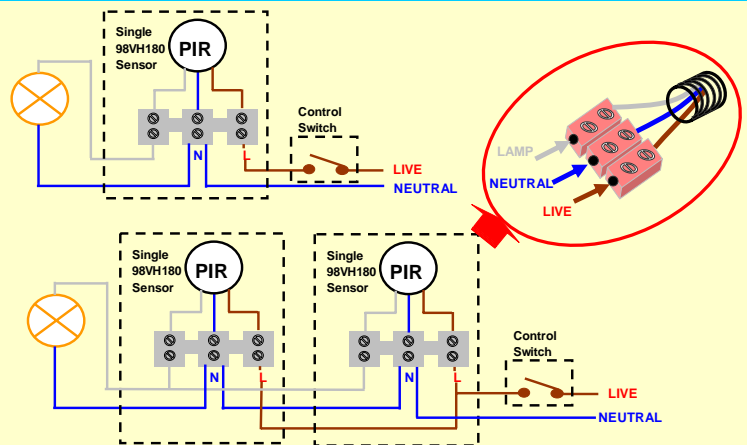 Single
98VH180
Sensor
PIR
N
L
Control
Switch
LIVE
NEUTRAL
LAMP
NEUTRAL
LIVE
Single
98VH180
Sensor
PIR
N
L
Single
98VH180
Sensor
PIR
N
L
Control
Switch
LIVE
NEUTRAL